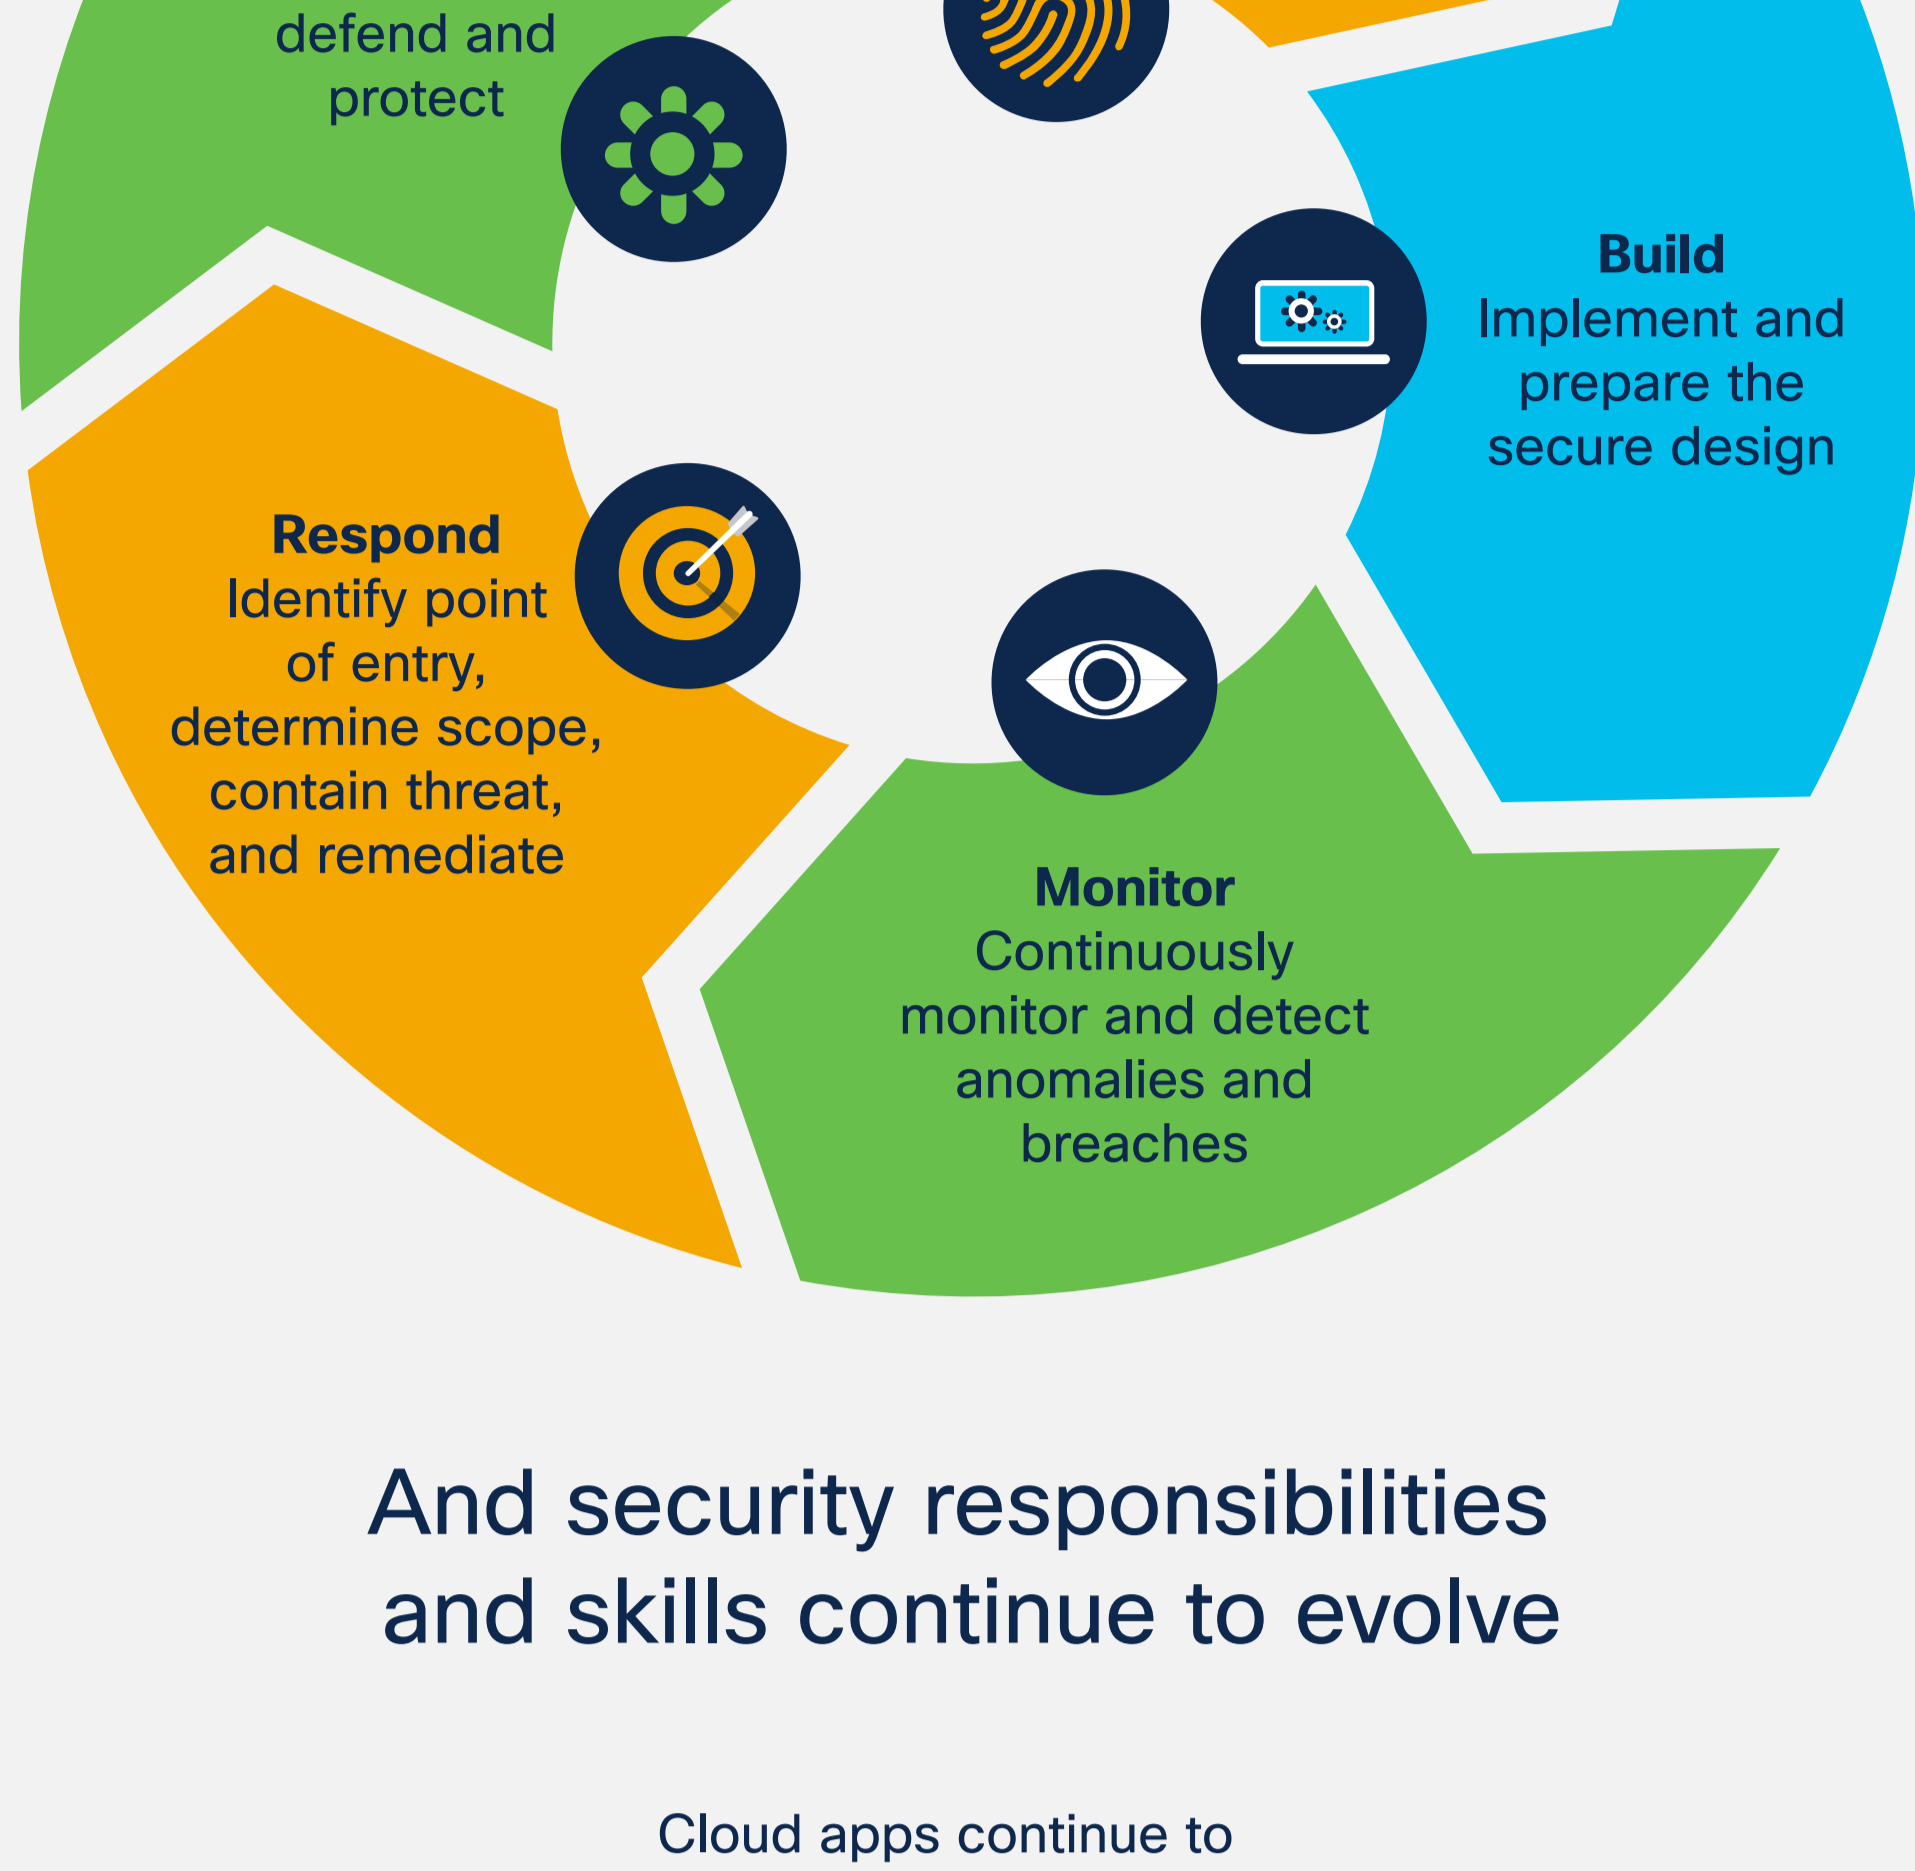 defend and
protect
Build
Implement and
prepare the
secure design
Respond
Identify point
of entry,
determine scope,
contain threat,
and remediate
Monitor
Continuously
monitor and detect
anomalies and
breaches
And security responsibilities
and skills continue to evolve
Cloud apps continue to